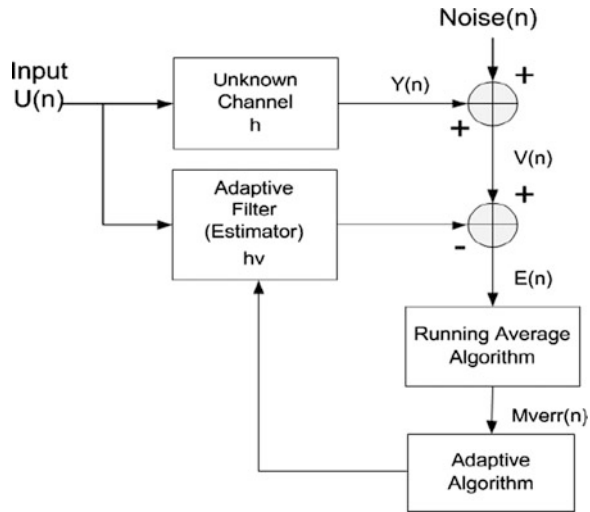 Noise(n)
Input
U(n)
Unknown
Channel
h
Y(n)
+
+
V(n)
Adaptive
Filter
(Estimator)
hv
+
-
E(n)
Running Average
Algorithm
Mverr(n)
Adaptive
Algorithm